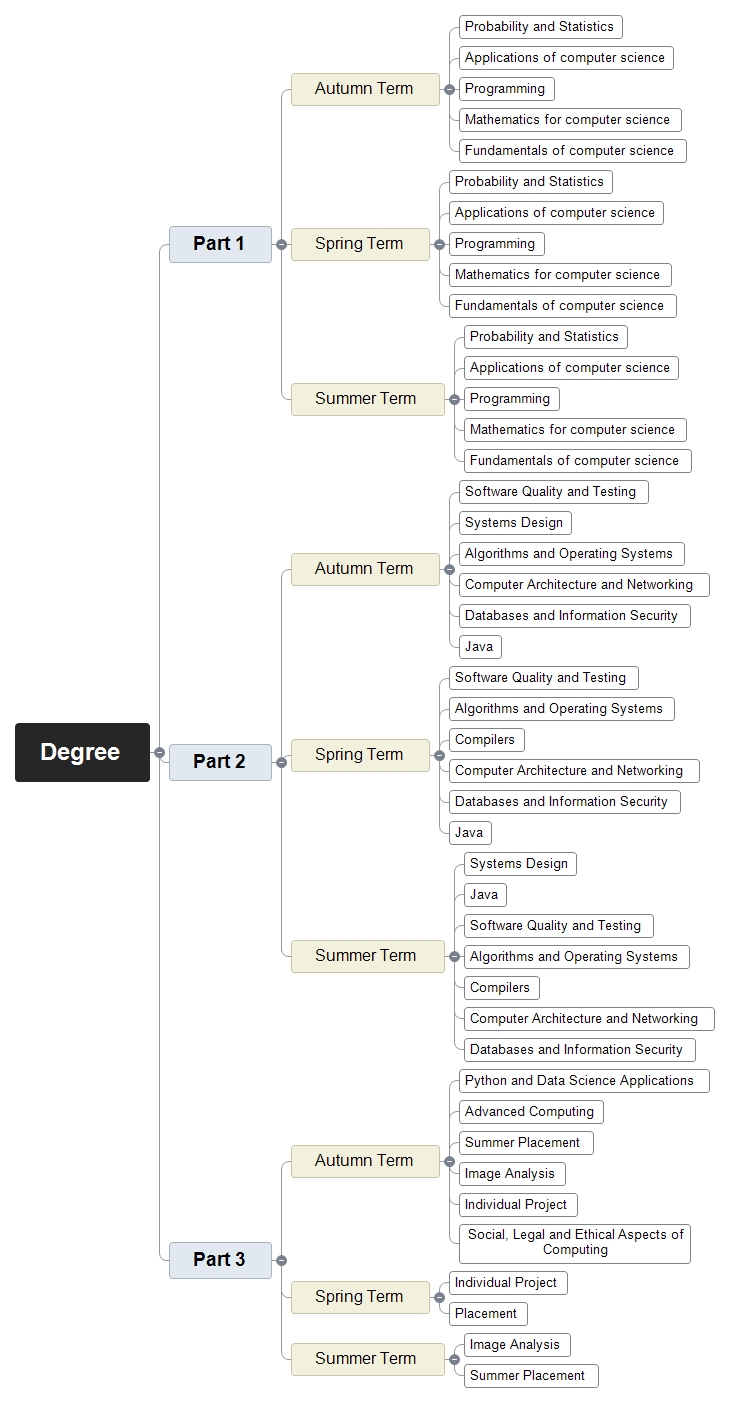 Probability and Statistics
Applications of computer science
Autumn Term
Programming
Mathematics for computer science
Fundamentals of computer science
Probability and Statistics
Applications of computer science
Part 1
Spring Term
Programming
Mathematics for computer science
Fundamentals of computer science
Probability and Statistics
Applications of computer science
Summer Term
Programming
Mathematics for computer science
Fundamentals of computer science
Software Quality and Testing
Systems Design
Algorithms and Operating Systems
Autumn Term
Computer Architecture and Networking
Databases and Information Security
Java
Software Quality and Testing
Algorithms and Operating Systems
Compilers
Degree
Part 2
Spring Term
Computer Architecture and Networking
Databases and Information Security
Java
Systems Design
Java
Software Quality and Testing
Summer Term
Algorithms and Operating Systems
Compilers
Computer Architecture and Networking
Databases and Information Security
Python and Data Science Applications
Advanced Computing
Summer Placement
Autumn Term
Image Analysis
Individual Project
Social, Legal and Ethical Aspects of
Computing
Part 3
Individual Project
Spring Term
Placement
Image Analysis
Summer Term
Summer Placement